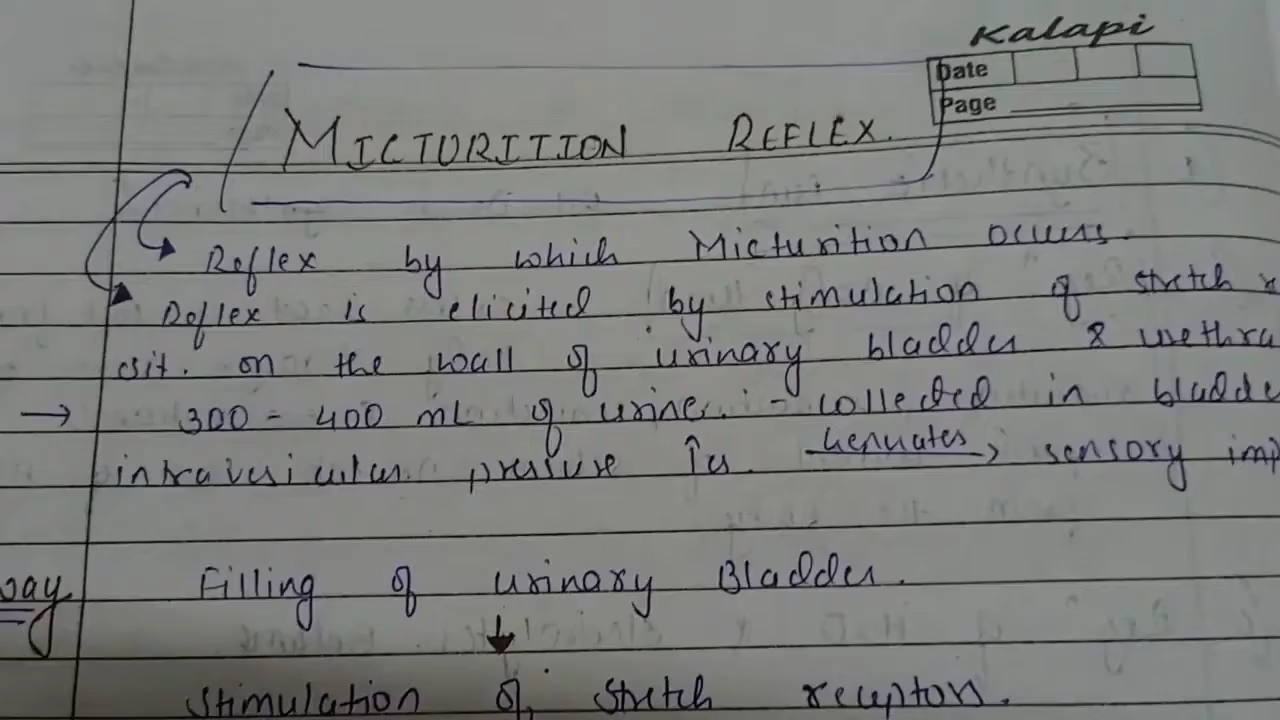 Kalapi
Date
Page
MICTURITION REFLEX.
Reflex by which Micturition occurs.
Reflex is elicited by stimulation of stretch r
sit. on the wall of urinary bladder & urethra
→ 300 - 400 mL of urine. - collected in bladde
intravesicular pressure ↑es. generates → sensory imp
way Filling of urinary Bladder.
↓
Stimulation of stretch receptors.